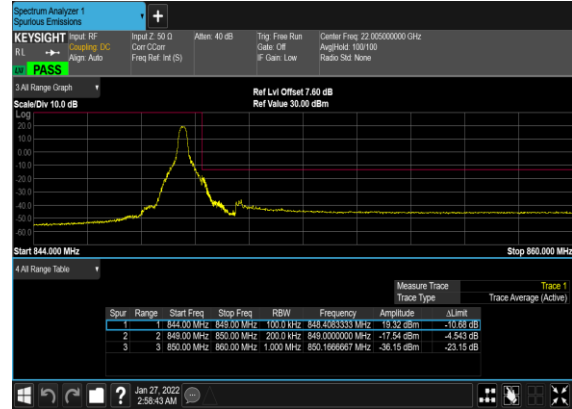 Spectrum Analyzer 1
Spurious Emissions
+
KEYSIGHT Input: RF Input Z: 50 Ω Atten: 40 dB Trig: Free Run Center Freq: 22.005000000 GHz
RL Coupling: DC Corr CCorr Gate: Off Avg|Hold: 100/100
Align: Auto Freq Ref: Int (S) IF Gain: Low Radio Std: None
PASS
3 All Range Graph
Ref Lvl Offset 7.60 dB
Scale/Div 10.0 dB Ref Value 30.00 dBm
Log
20.0
10.0
0.00
-10.0
-20.0
-30.0
-40.0
-50.0
-60.0
Start 844.000 MHz Stop 860.000 MHz
4 All Range Table
Measure Trace Trace 1
Trace Type Trace Average (Active)
Spur Range Start Freq Stop Freq RBW Frequency Amplitude ΔLimit
1 1 844.00 MHz 849.00 MHz 100.0 kHz 848.4083333 MHz 19.32 dBm -10.68 dB
2 2 849.00 MHz 850.00 MHz 200.0 kHz 849.0000000 MHz -17.54 dBm -4.543 dB
3 3 850.00 MHz 860.00 MHz 1.000 MHz 850.1666667 MHz -36.15 dBm -23.15 dB
? Jan 27, 2022
2:58:43 AM